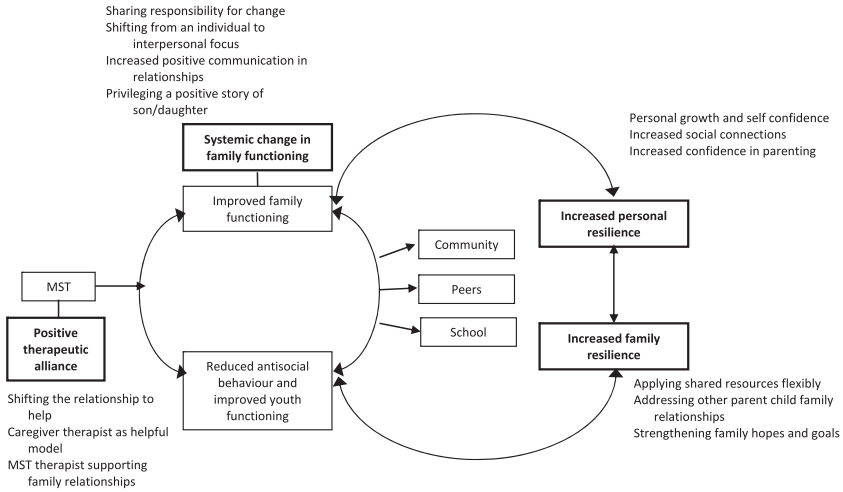 Sharing responsibility for change
Shifting from an individual to
interpersonal focus
Increased positive communication in
relationships
Privileging a positive story of
son/daughter
Systemic change in
family functioning
Improved family
functioning
Personal growth and self confidence
Increased social connections
Increased confidence in parenting
Increased personal
resilience
Community
Peers
School
MST
Positive
therapeutic
alliance
Shifting the relationship to
help
Caregiver therapist as helpful
model
MST therapist supporting
family relationships
Reduced antisocial
behaviour and
improved youth
functioning
Increased family
resilience
Applying shared resources flexibly
Addressing other parent child family
relationships
Strengthening family hopes and goals